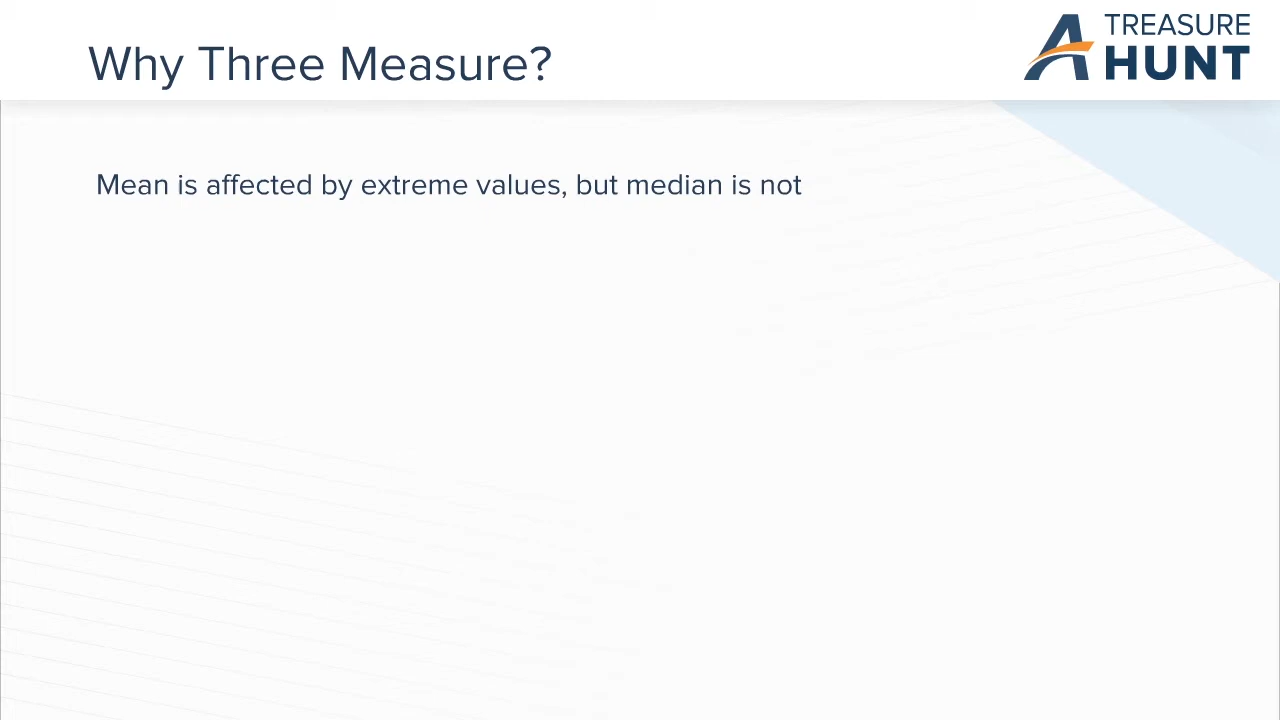 Why Three Measure?
TREASURE
HUNT
Mean is affected by extreme values, but median is not